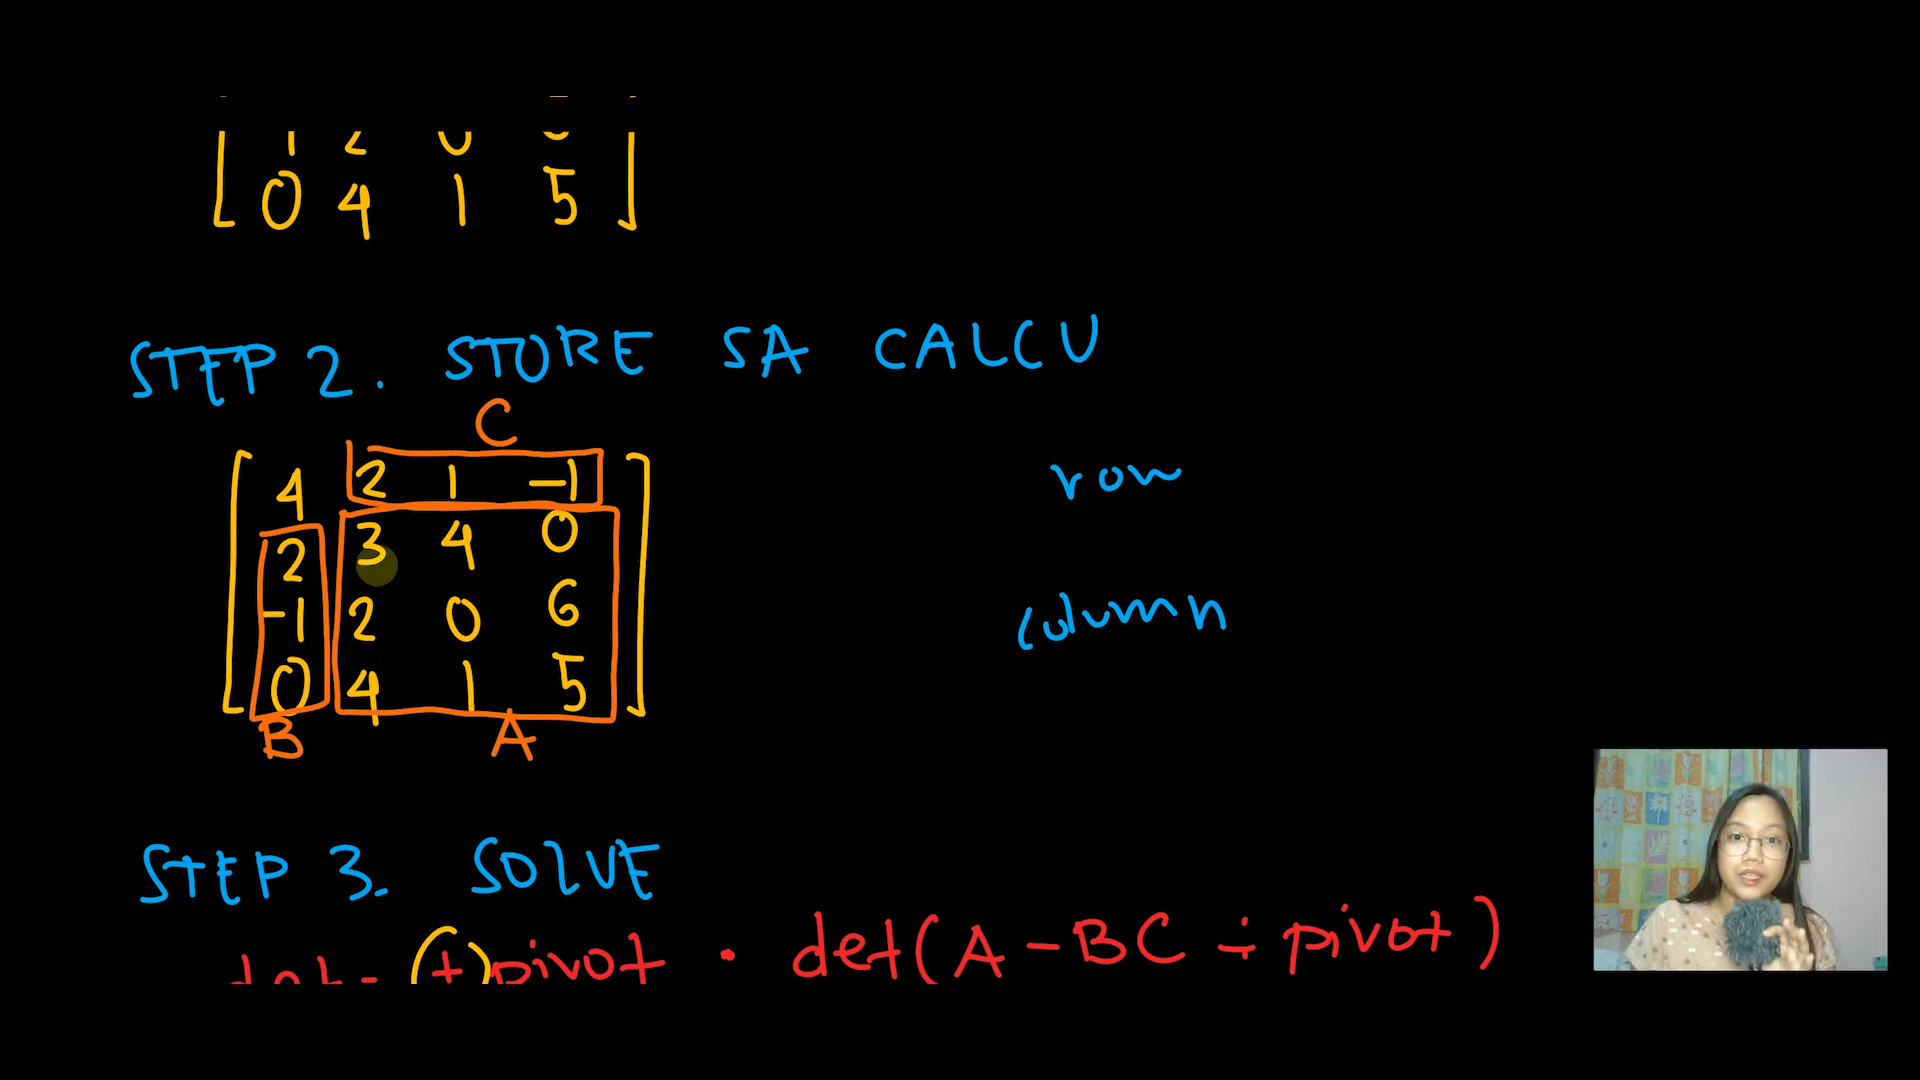 0 4 1 5
STEP 2. STORE SA CALCU
C
4 2 1 -1
2 3 4 0
-1 2 0 6
0 4 1 5
B A
row
column
STEP 3. SOLVE
det = (+) pivot · det(A - BC ÷ pivot)